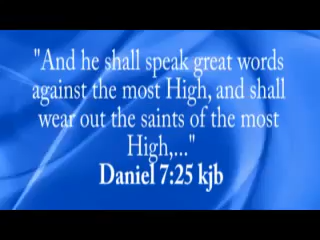 "And he shall speak great words
against the most High, and shall
wear out the saints of the most
High,..."
Daniel 7:25 kjb